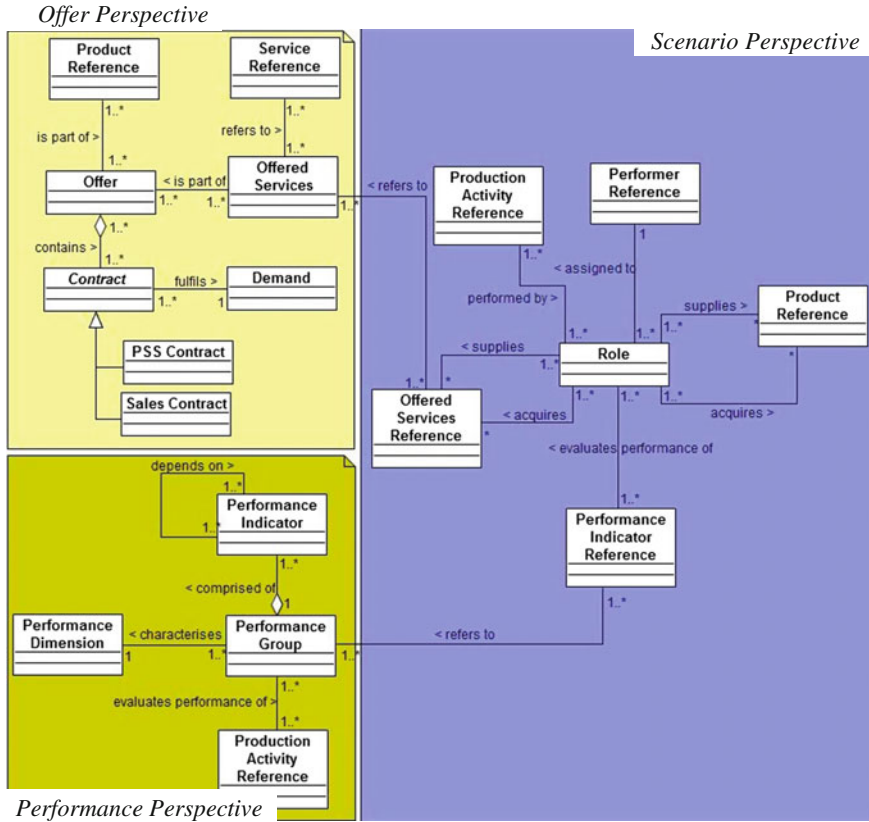 Offer Perspective
Scenario Perspective
Product
Reference
Service
Reference
1..*
1..*
is part of >
refers to >
1..*
1..*
Offer
< is part of
Offered
Services
1..*
1..*
1..*
1..*
contains >
1..*
Contract
fulfils >
Demand
1..*
1
PSS Contract
Sales Contract
< refers to
Production
Activity
Reference
Performer
Reference
1..*
1
< assigned to
performed by >
supplies >
Product
Reference
1..*
1..*
1..*
*
< supplies
1..*
Role
*
1..*
*
Offered
Services
Reference
< acquires
1..*
1..*
1..*
acquires >
*
< evaluates performance of
1..*
Performance
Indicator
Reference
1..*
depends on >
1..*
Performance
Indicator
1..*
1..*
< comprised of
1
Performance
Dimension
< characterises
Performance
Group
< refers to
1
1..*
1..*
1..*
evaluates performance of >
1..*
Production
Activity
Reference
Performance Perspective